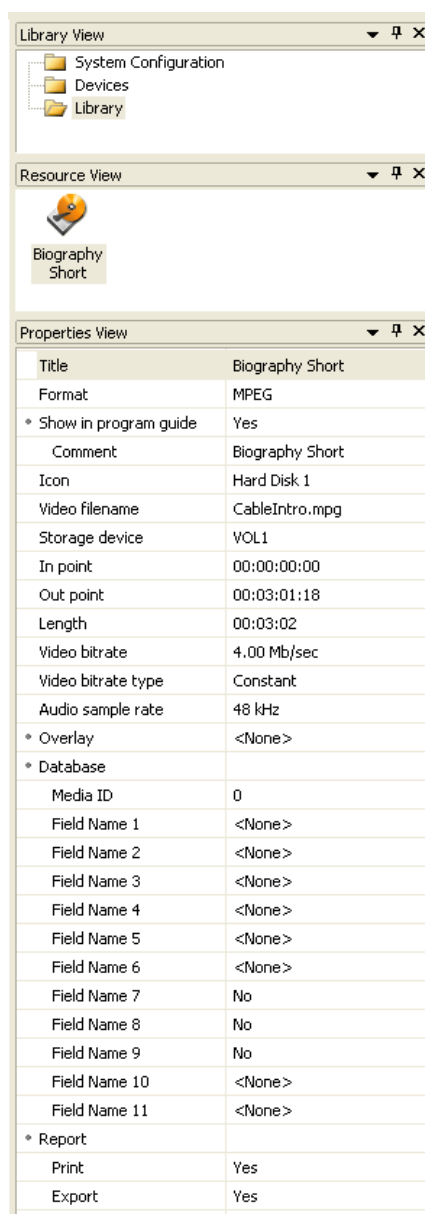 Library View
System Configuration
Devices
Library
Resource View
Biography
Short
Properties View
Title Biography Short
Format MPEG
Show in program guide Yes
Comment Biography Short
Icon Hard Disk 1
Video filename CableIntro.mpg
Storage device VOL1
In point 00:00:00:00
Out point 00:03:01:18
Length 00:03:02
Video bitrate 4.00 Mb/sec
Video bitrate type Constant
Audio sample rate 48 kHz
Overlay <None>
Database
Media ID 0
Field Name 1 <None>
Field Name 2 <None>
Field Name 3 <None>
Field Name 4 <None>
Field Name 5 <None>
Field Name 6 <None>
Field Name 7 No
Field Name 8 No
Field Name 9 No
Field Name 10 <None>
Field Name 11 <None>
Report
Print Yes
Export Yes